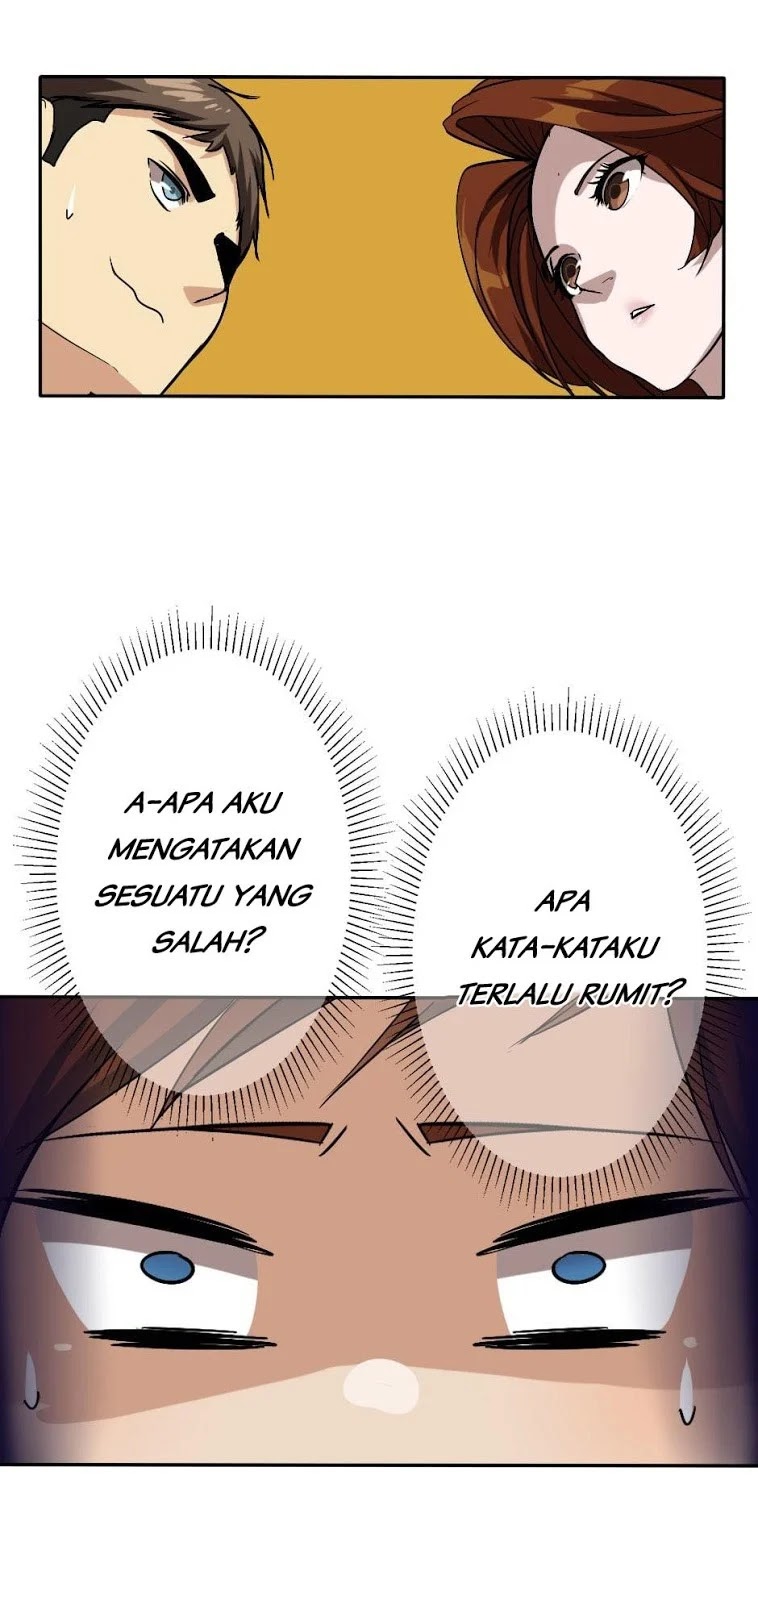 A-APA AKU
MENGATAKAN
SESUATU YANG
SALAH?
APA
KATA-KATAKU
TERLALU RUMIT?